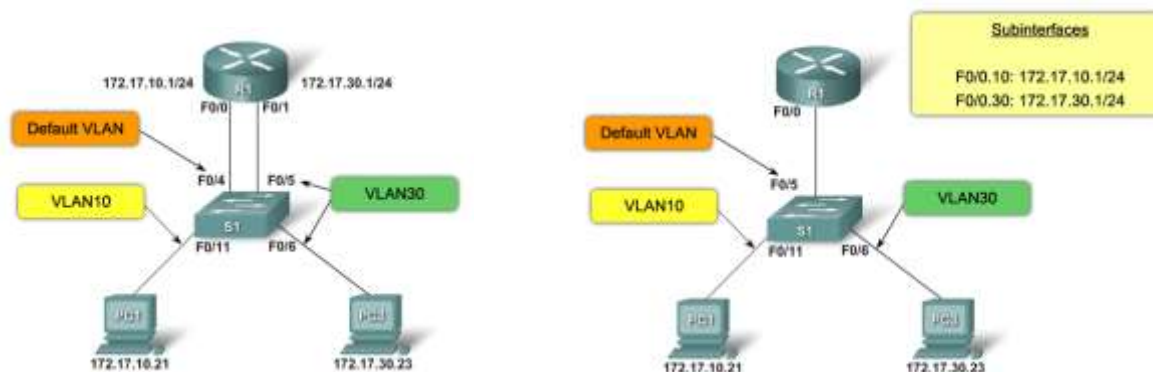 172.17.10.1/24
172.17.30.1/24
R1
F0/0
F0/1
Default VLAN
F0/4
F0/5
VLAN10
VLAN30
S1
F0/11
F0/6
PC1
PC3
172.17.10.21
172.17.30.23
Subinterfaces
F0/0.10: 172.17.10.1/24
F0/0.30: 172.17.30.1/24
R1
F0/0
Default VLAN
F0/5
VLAN10
VLAN30
S1
F0/11
F0/6
PC1
PC3
172.17.10.21
172.17.30.23